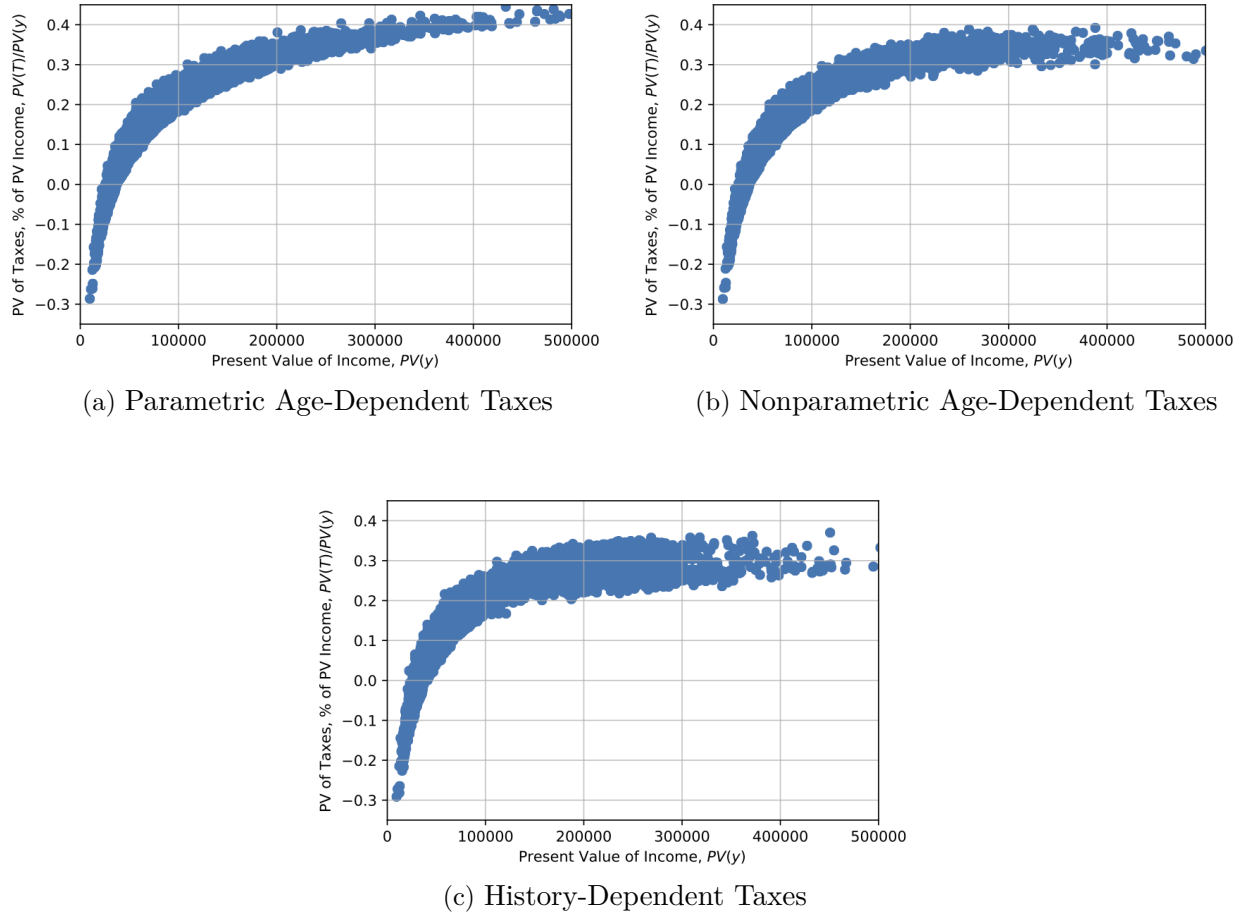 PV of Taxes, % of PV Income, PV(T)/PV(y)
0.4
0.3
0.2
0.1
0.0
−0.1
−0.2
−0.3
0 100000 200000 300000 400000 500000
Present Value of Income, PV(y)
(a) Parametric Age-Dependent Taxes
PV of Taxes, % of PV Income, PV(T)/PV(y)
0.4
0.3
0.2
0.1
0.0
−0.1
−0.2
−0.3
0 100000 200000 300000 400000 500000
Present Value of Income, PV(y)
(b) Nonparametric Age-Dependent Taxes
PV of Taxes, % of PV Income, PV(T)/PV(y)
0.4
0.3
0.2
0.1
0.0
−0.1
−0.2
−0.3
0 100000 200000 300000 400000 500000
Present Value of Income, PV(y)
(c) History-Dependent Taxes